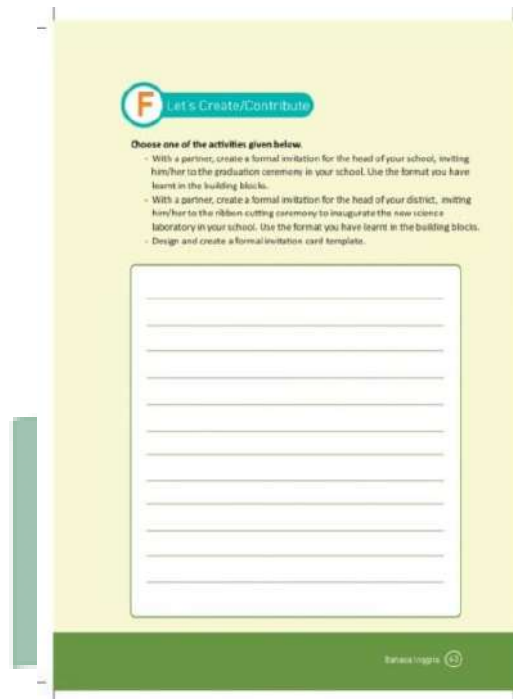 F
Let's Create/Contribute
Choose one of the activities given below.
- With a partner, create a formal invitation for the head of your school, inviting
him/her to the graduation ceremony in your school. Use the format you have
learnt in the building blocks.
- With a partner, create a formal invitation for the head of your district, inviting
him/her to the ribbon cutting ceremony to inaugurate the new science
laboratory in your school. Use the format you have learnt in the building blocks.
- Design and create a formal invitation card template.
Bahasa Inggris